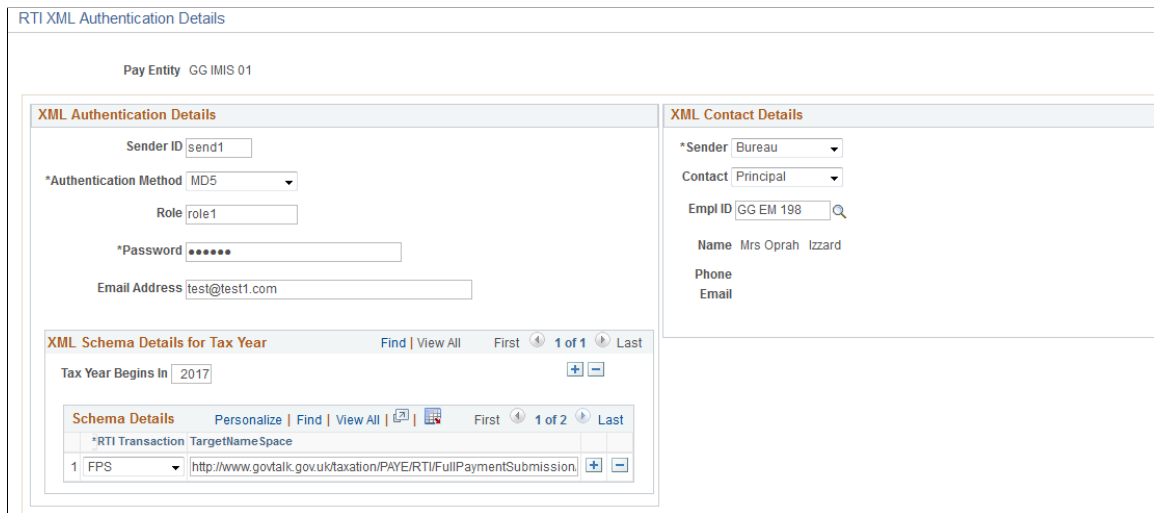 RTI XML Authentication Details
Pay Entity GG IMIS 01
XML Authentication Details
Sender ID send1
*Authentication Method MD5
Role role1
*Password ●●●●●●
Email Address test@test1.com
XML Schema Details for Tax Year Find | View All First 1 of 1 Last
Tax Year Begins In 2017
Schema Details Personalize | Find | View All | | First 1 of 2 Last
*RTI Transaction TargetNameSpace
1 FPS http://www.govtalk.gov.uk/taxation/PAYE/RTI/FullPaymentSubmission/
XML Contact Details
*Sender Bureau
Contact Principal
Empl ID GG EM 198
Name Mrs Oprah Izzard
Phone
Email